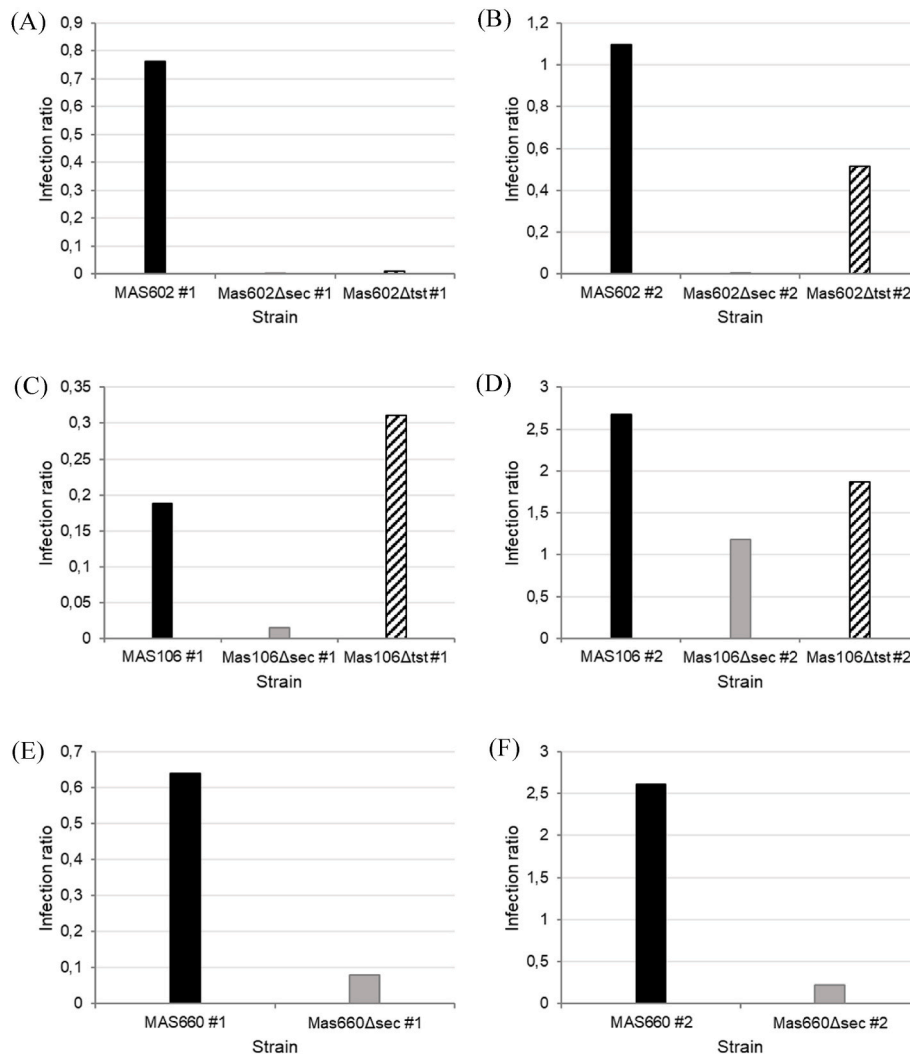 (A)
0,9
0,8
0,7
0,6
0,5
0,4
0,3
0,2
0,1
0
Infection ratio
MAS602 #1 Mas602Δsec #1 Mas602Δtst #1
Strain
(B)
1,2
1
0,8
0,6
0,4
0,2
0
Infection ratio
MAS602 #2 Mas602Δsec #2 Mas602Δtst #2
Strain
(C)
0,35
0,3
0,25
0,2
0,15
0,1
0,05
0
Infection ratio
MAS106 #1 Mas106Δsec #1 Mas106Δtst #1
Strain
(D)
3
2,5
2
1,5
1
0,5
0
Infection ratio
MAS106 #2 Mas106Δsec #2 Mas106Δtst #2
Strain
(E)
0,7
0,6
0,5
0,4
0,3
0,2
0,1
0
Infection ratio
MAS660 #1 Mas660Δsec #1
Strain
(F)
3
2,5
2
1,5
1
0,5
0
Infection ratio
MAS660 #2 Mas660Δsec #2
Strain